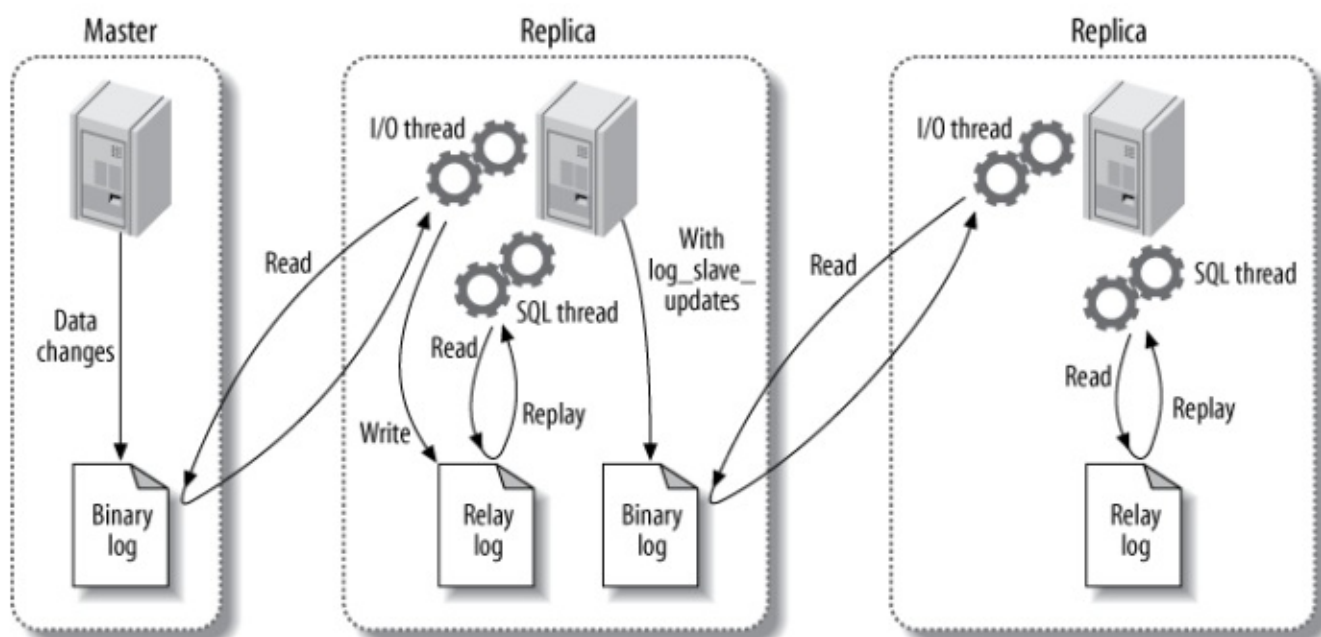 Master
Data
changes
Binary
log
Read
Replica
I/O thread
SQL thread
Read
Replay
Write
Relay
log
With
log_slave_
updates
Binary
log
Read
Replica
I/O thread
SQL thread
Read
Replay
Relay
log